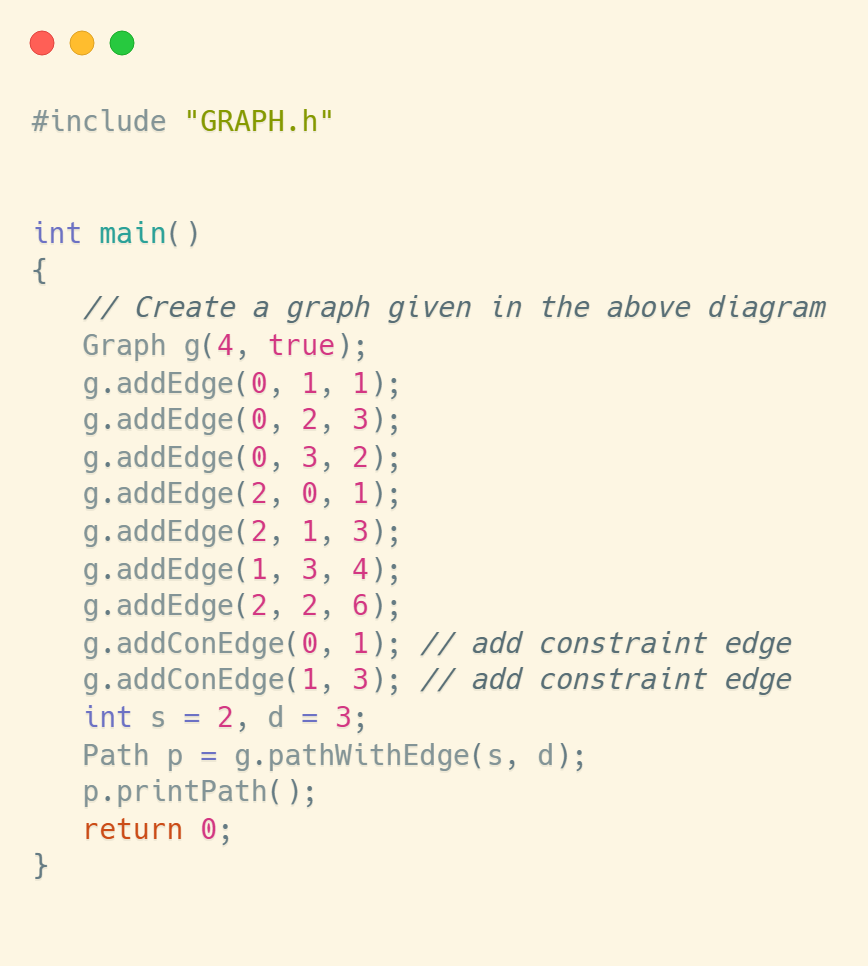 #include "GRAPH.h"
int main()
{
// Create a graph given in the above diagram
Graph g(4, true);
g.addEdge(0, 1, 1);
g.addEdge(0, 2, 3);
g.addEdge(0, 3, 2);
g.addEdge(2, 0, 1);
g.addEdge(2, 1, 3);
g.addEdge(1, 3, 4);
g.addEdge(2, 2, 6);
g.addConEdge(0, 1); // add constraint edge
g.addConEdge(1, 3); // add constraint edge
int s = 2, d = 3;
Path p = g.pathWithEdge(s, d);
p.printPath();
return 0;
}